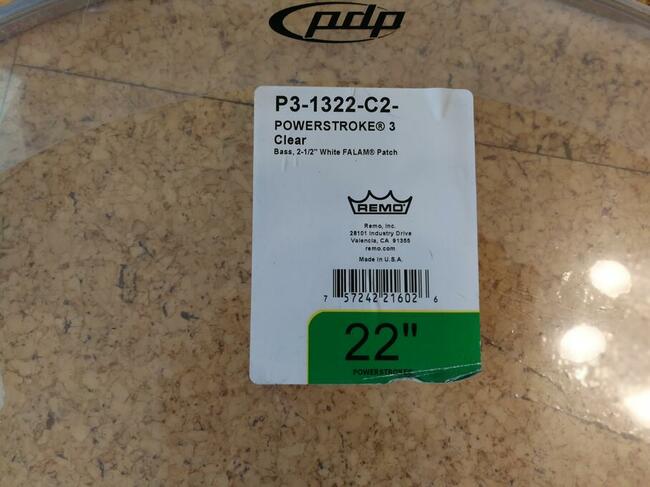 pdp
P3-1322-C2-
POWERSTROKE® 3
Clear
Bass, 2-1/2" White FALAM® Patch
REMO
Remo, Inc.
28101 Industry Drive
Valencia, CA 91355
remo.com
Made in U.S.A.
7 57242 21602 6
22"
POWERSTROKE